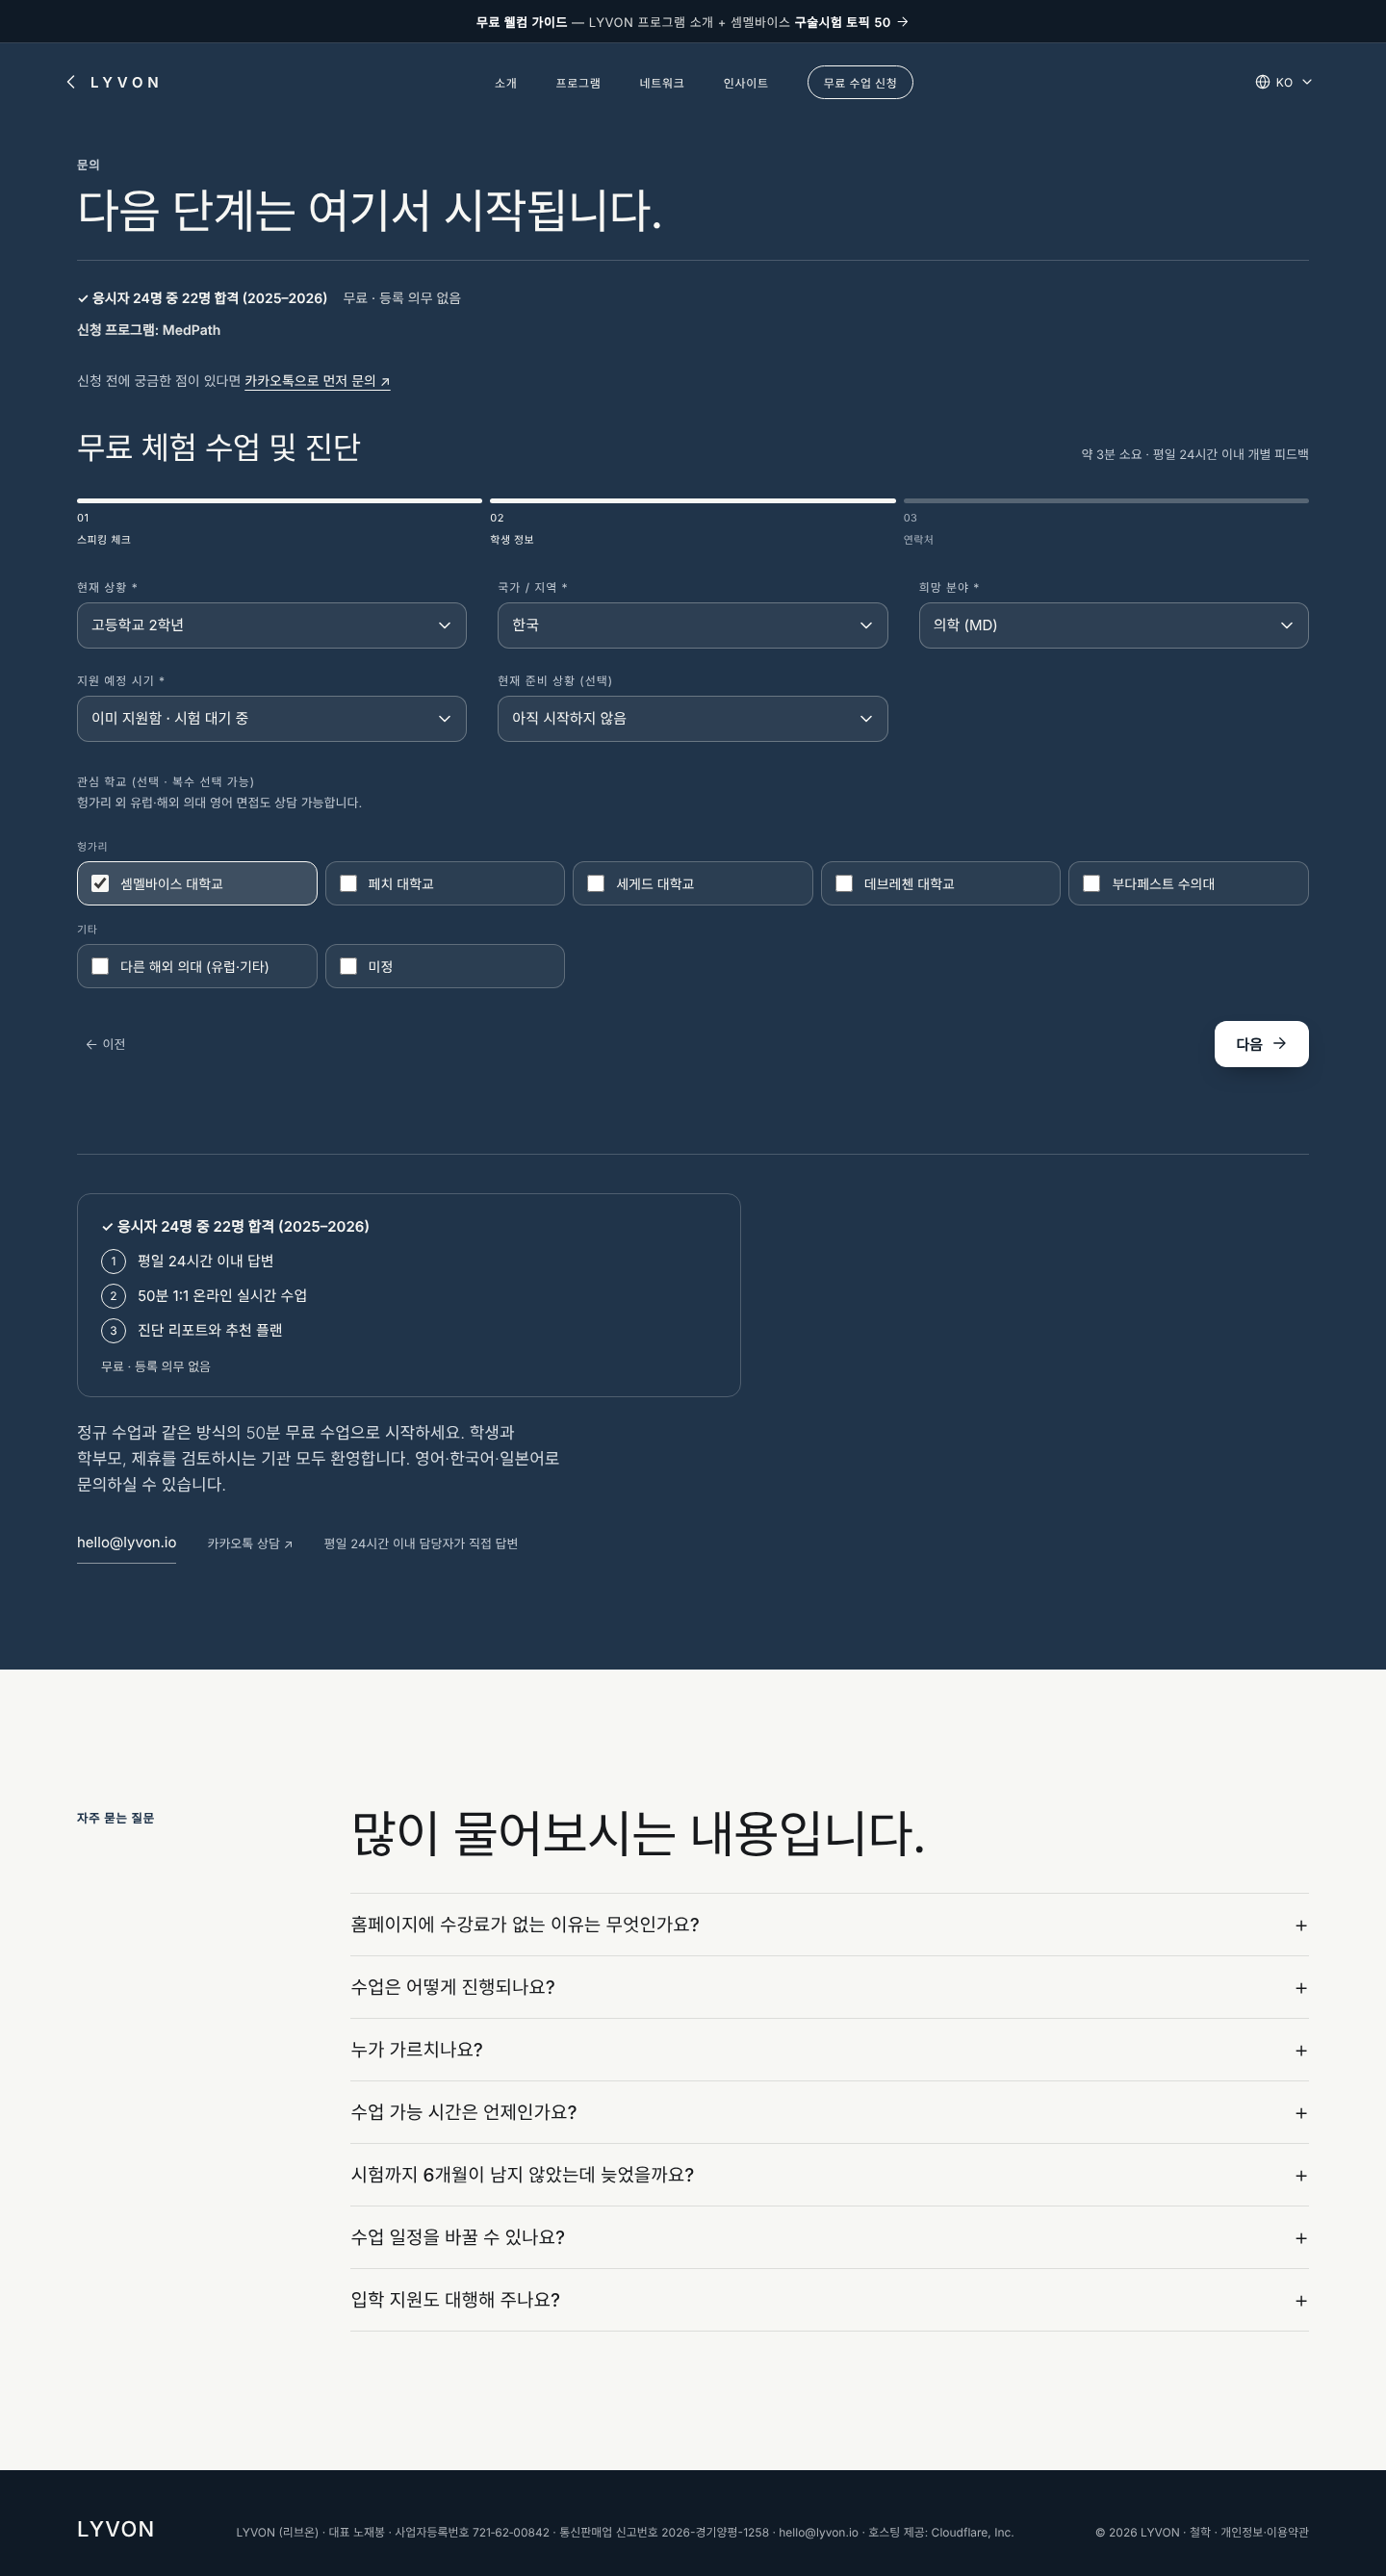 무료 웰컴 가이드 — LYVON 프로그램 소개 + 셈멜바이스 구술시험 토픽 50 →
LYVON
소개
프로그램
네트워크
인사이트
무료 수업 신청
KO
문의
다음 단계는 여기서 시작됩니다.
✓ 응시자 24명 중 22명 합격 (2025–2026) 무료 · 등록 의무 없음
신청 프로그램: MedPath
신청 전에 궁금한 점이 있다면 카카오톡으로 먼저 문의 ↗
무료 체험 수업 및 진단
약 3분 소요 · 평일 24시간 이내 개별 피드백
01
스피킹 체크
02
학생 정보
03
연락처
현재 상황 *
고등학교 2학년
국가 / 지역 *
한국
희망 분야 *
의학 (MD)
지원 예정 시기 *
이미 지원함 · 시험 대기 중
현재 준비 상황 (선택)
아직 시작하지 않음
관심 학교 (선택 · 복수 선택 가능)
헝가리 외 유럽·해외 의대 영어 면접도 상담 가능합니다.
헝가리
셈멜바이스 대학교
페치 대학교
세게드 대학교
데브레첸 대학교
부다페스트 수의대
기타
다른 해외 의대 (유럽·기타)
미정
← 이전
다음 →
✓ 응시자 24명 중 22명 합격 (2025–2026)
1 평일 24시간 이내 답변
2 50분 1:1 온라인 실시간 수업
3 진단 리포트와 추천 플랜
무료 · 등록 의무 없음
정규 수업과 같은 방식의 50분 무료 수업으로 시작하세요. 학생과
학부모, 제휴를 검토하시는 기관 모두 환영합니다. 영어·한국어·일본어로
문의하실 수 있습니다.
hello@lyvon.io
카카오톡 상담 ↗
평일 24시간 이내 담당자가 직접 답변
자주 묻는 질문
많이 물어보시는 내용입니다.
홈페이지에 수강료가 없는 이유는 무엇인가요? +
수업은 어떻게 진행되나요? +
누가 가르치나요? +
수업 가능 시간은 언제인가요? +
시험까지 6개월이 남지 않았는데 늦었을까요? +
수업 일정을 바꿀 수 있나요? +
입학 지원도 대행해 주나요? +
LYVON
LYVON (리브온) · 대표 노재봉 · 사업자등록번호 721-62-00842 · 통신판매업 신고번호 2026-경기양평-1258 · hello@lyvon.io · 호스팅 제공: Cloudflare, Inc.
© 2026 LYVON · 철학 · 개인정보·이용약관